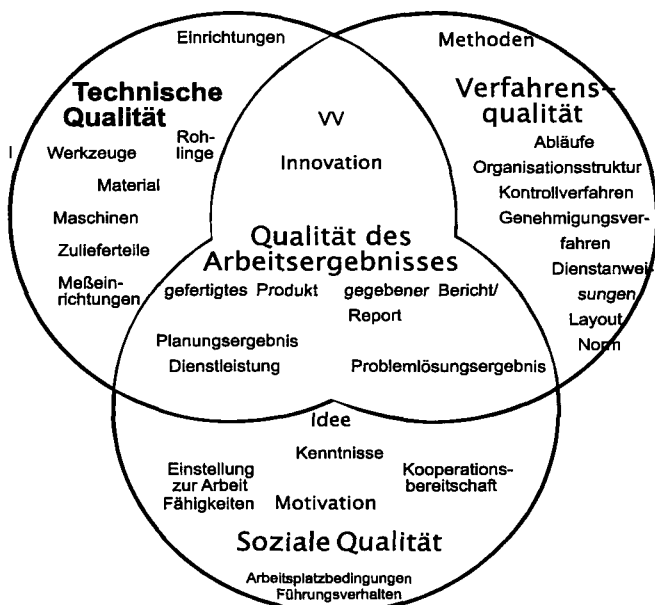 Einrichtungen
Technische
Qualität
Roh-
linge
I
Werkzeuge
Material
Maschinen
Zulieferteile
Meßein-
richtungen
Methoden
Verfahrens-
qualität
Abläufe
Organisationsstruktur
Kontrollverfahren
Genehmigungsver-
fahren
Dienstanwei-
sungen
Layout
Norm
VV
Innovation
Qualität des
Arbeitsergebnisses
gefertigtes Produkt
gegebener Bericht/
Report
Planungsergebnis
Dienstleistung
Problemlösungsergebnis
Idee
Kenntnisse
Einstellung
zur Arbeit
Fähigkeiten
Kooperations-
bereitschaft
Motivation
Soziale Qualität
Arbeitsplatzbedingungen
Führungsverhalten